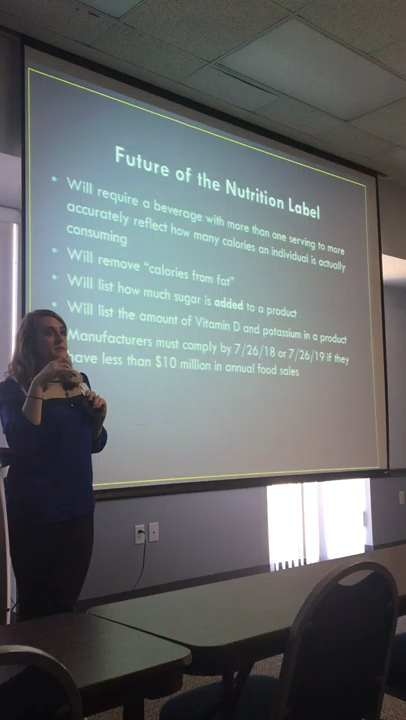 Future of the Nutrition Label
• Will require a beverage with more than one serving to more
accurately reflect how many calories an individual is actually
consuming
• Will remove "calories from fat"
• Will list how much sugar is added to a product
• Will list the amount of Vitamin D and potassium in a product
Manufacturers must comply by 7/26/18 or 7/26/19 if they
have less than $10 million in annual food sales